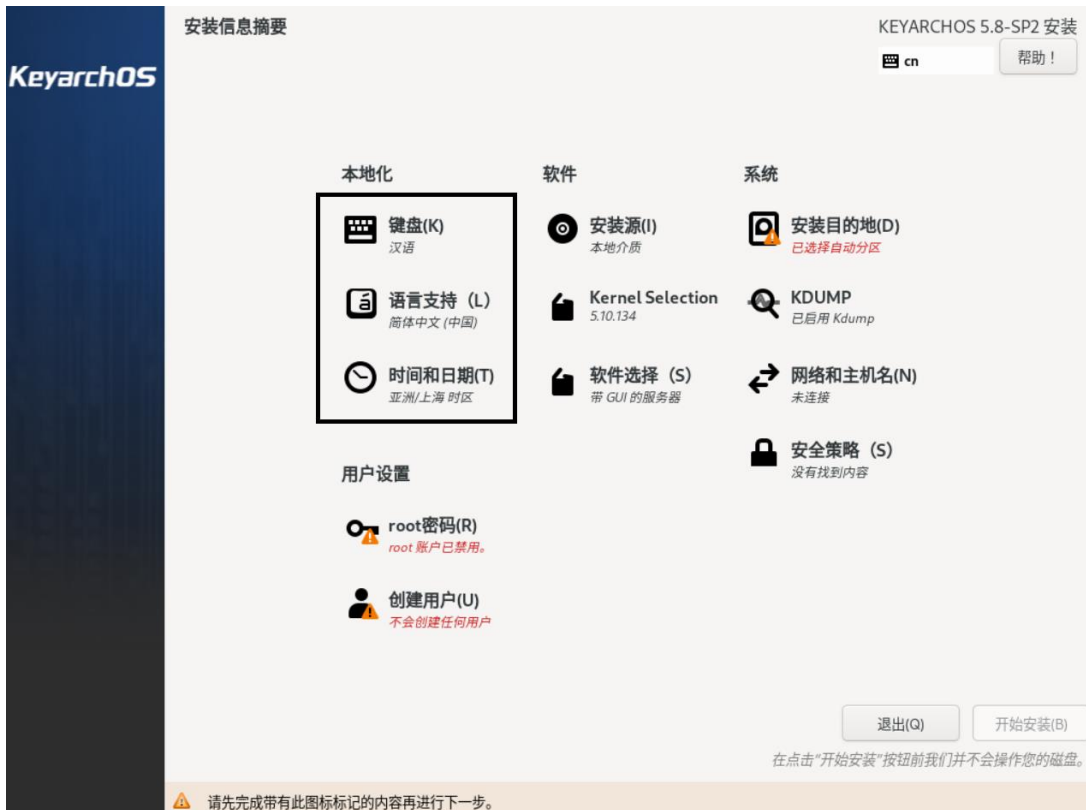 安装信息摘要
KEYARCHOS 5.8-SP2 安装
cn
帮助！
KeyarchOS
本地化
键盘(K)
汉语
语言支持（L）
简体中文 (中国)
时间和日期(T)
亚洲/上海 时区
软件
安装源(I)
本地介质
Kernel Selection
5.10.134
软件选择（S）
带 GUI 的服务器
系统
安装目的地(D)
已选择自动分区
KDUMP
已启用 Kdump
网络和主机名(N)
未连接
安全策略（S）
没有找到内容
用户设置
root密码(R)
root 账户已禁用。
创建用户(U)
不会创建任何用户
退出(Q)
开始安装(B)
在点击"开始安装"按钮前我们并不会操作您的磁盘。
请先完成带有此图标标记的内容再进行下一步。